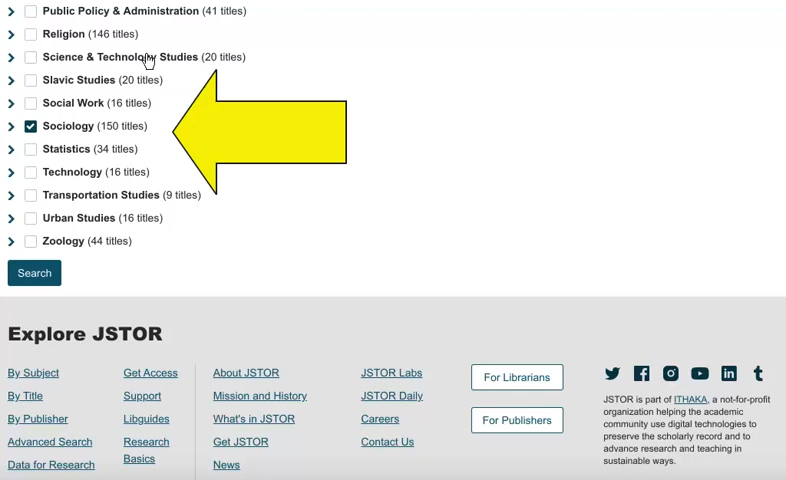 Public Policy & Administration (41 titles)
Religion (146 titles)
Science & Technology Studies (20 titles)
Slavic Studies (20 titles)
Social Work (16 titles)
Sociology (150 titles)
Statistics (34 titles)
Technology (16 titles)
Transportation Studies (9 titles)
Urban Studies (16 titles)
Zoology (44 titles)
Search
Explore JSTOR
By Subject
By Title
By Publisher
Advanced Search
Data for Research
Get Access
Support
Libguides
Research
Basics
About JSTOR
Mission and History
What's in JSTOR
Get JSTOR
News
JSTOR Labs
JSTOR Daily
Careers
Contact Us
For Librarians
For Publishers
JSTOR is part of ITHAKA, a not-for-profit
organization helping the academic
community use digital technologies to
preserve the scholarly record and to
advance research and teaching in
sustainable ways.